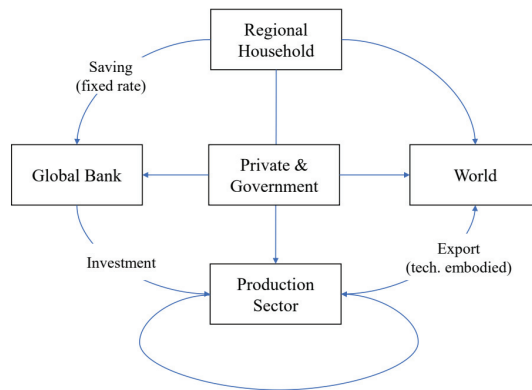 Regional
Household
Saving
(fixed rate)
Global Bank
Private &
Government
World
Investment
Export
(tech. embodied)
Production
Sector